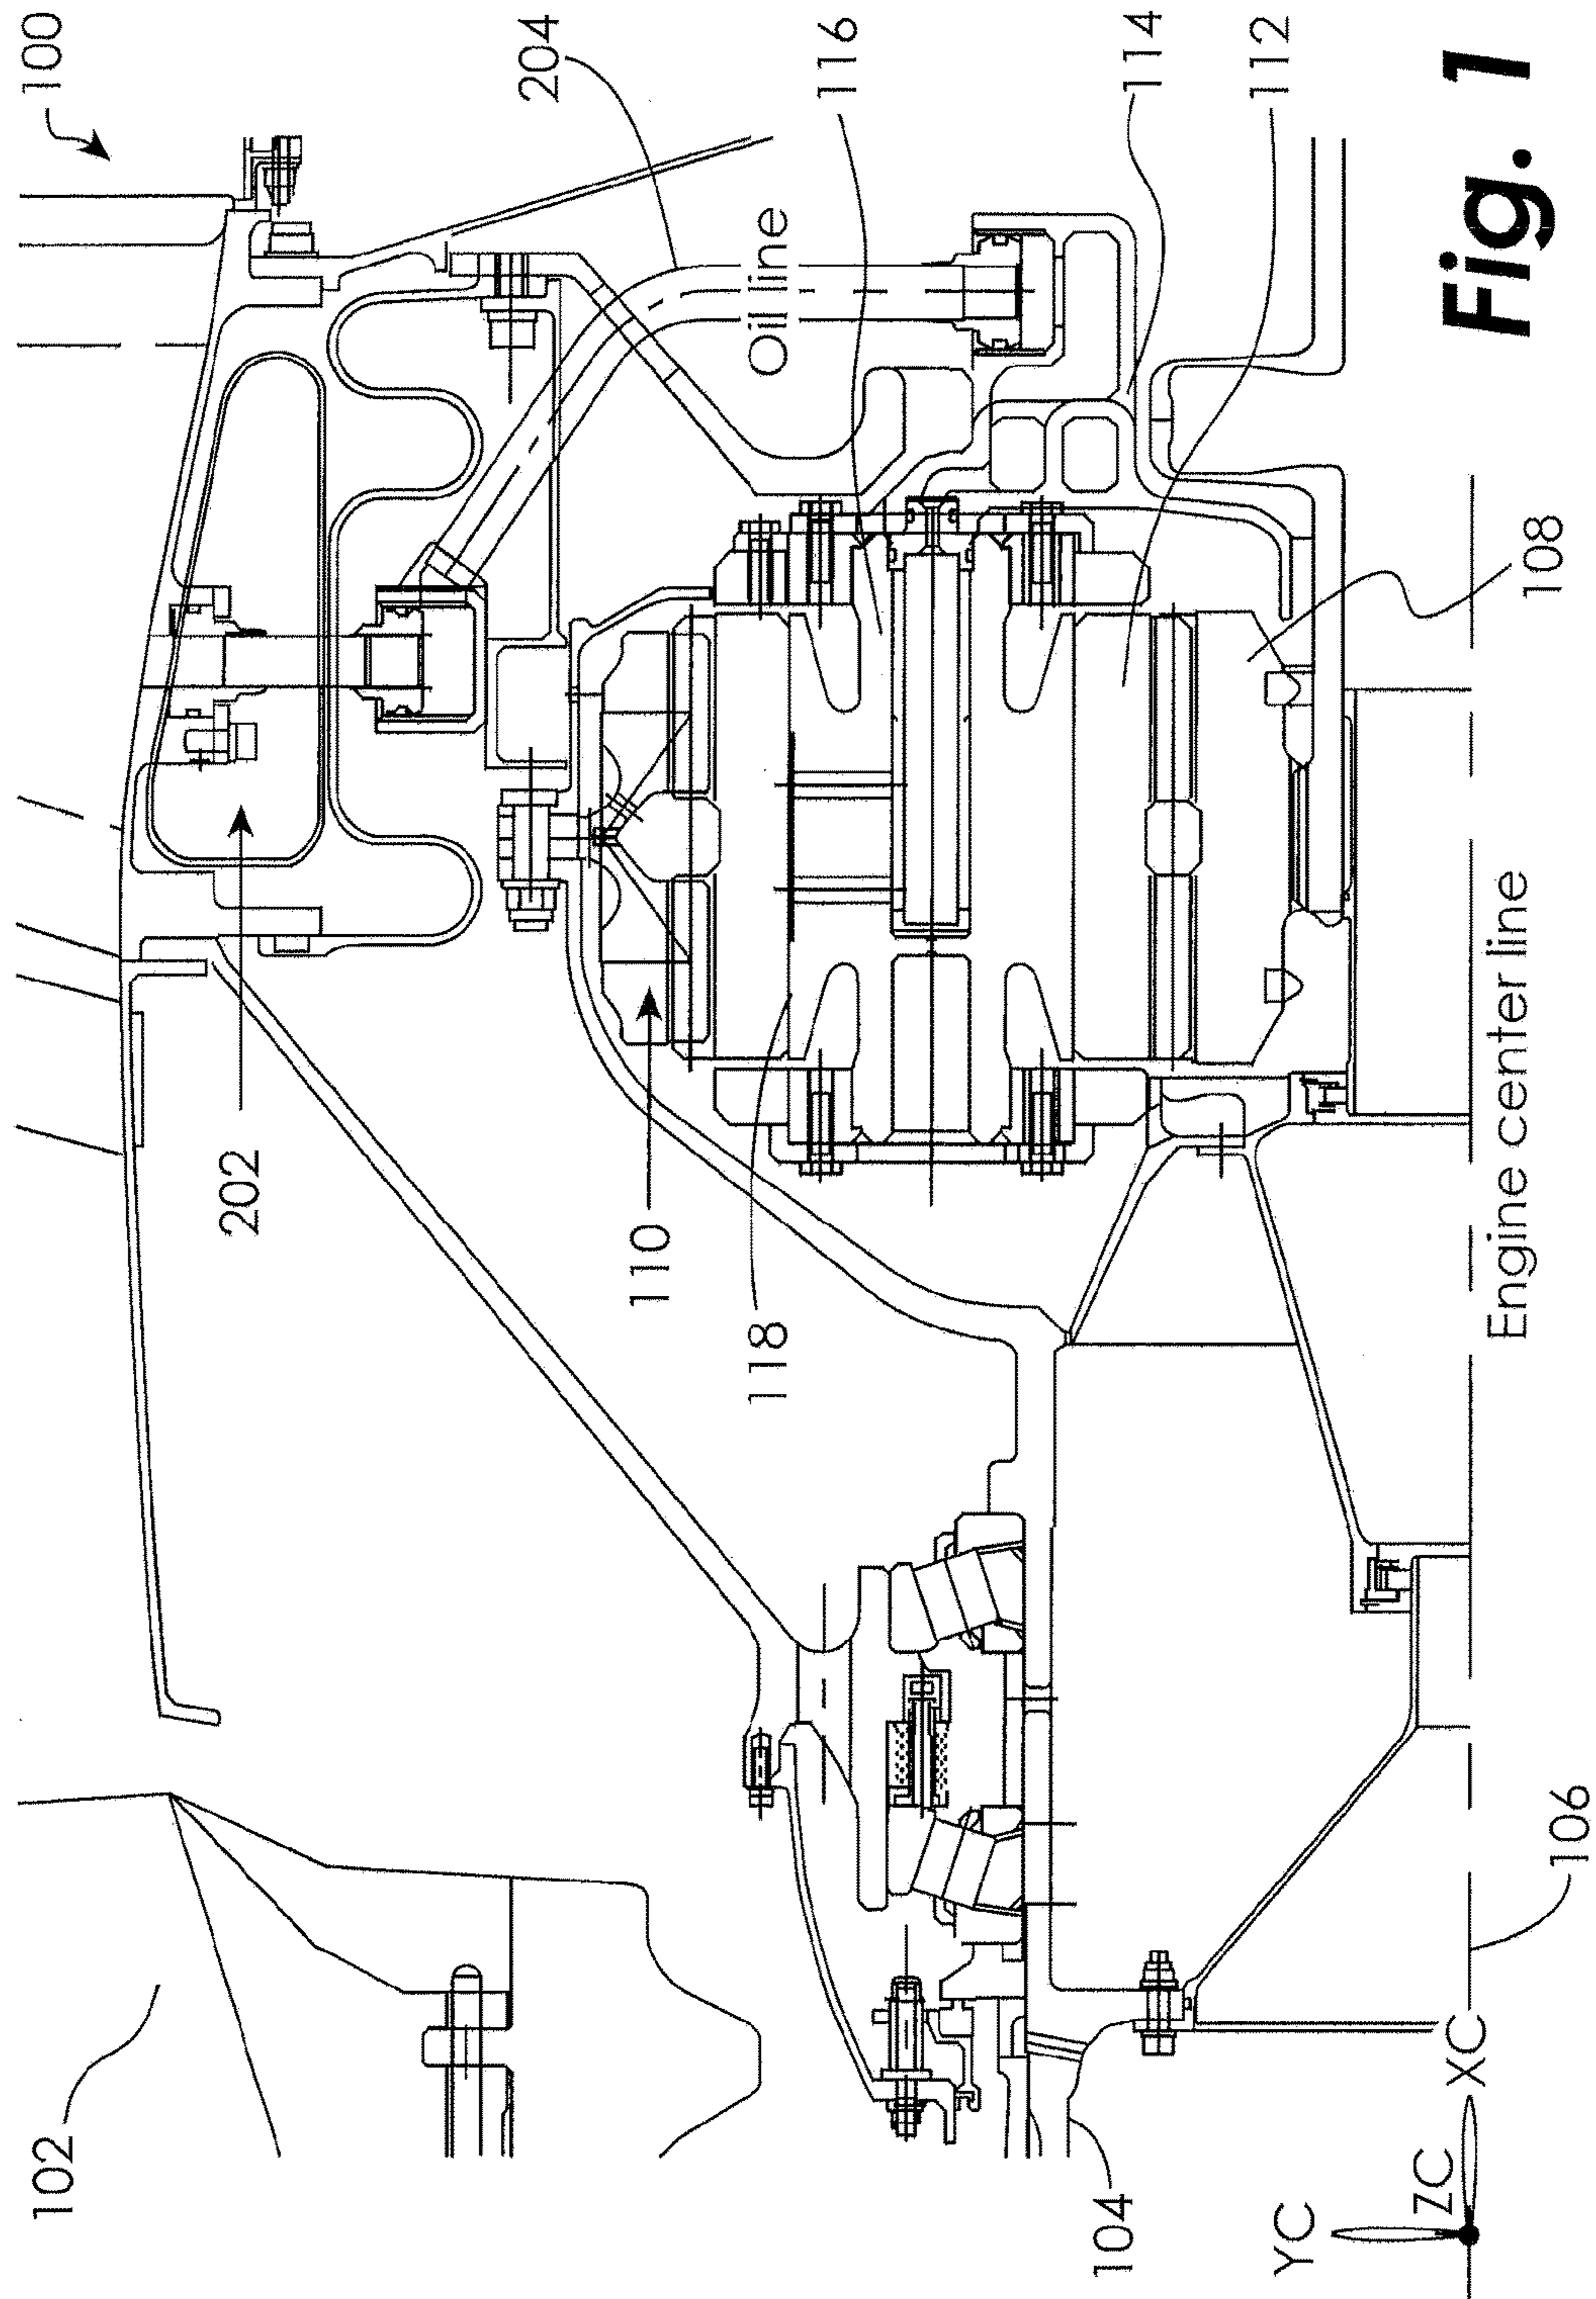 100
204
116
114
112
Oil line
108
202
110
118
Engine center line
102
104
106
YC
ZC
XC
Fig. 1